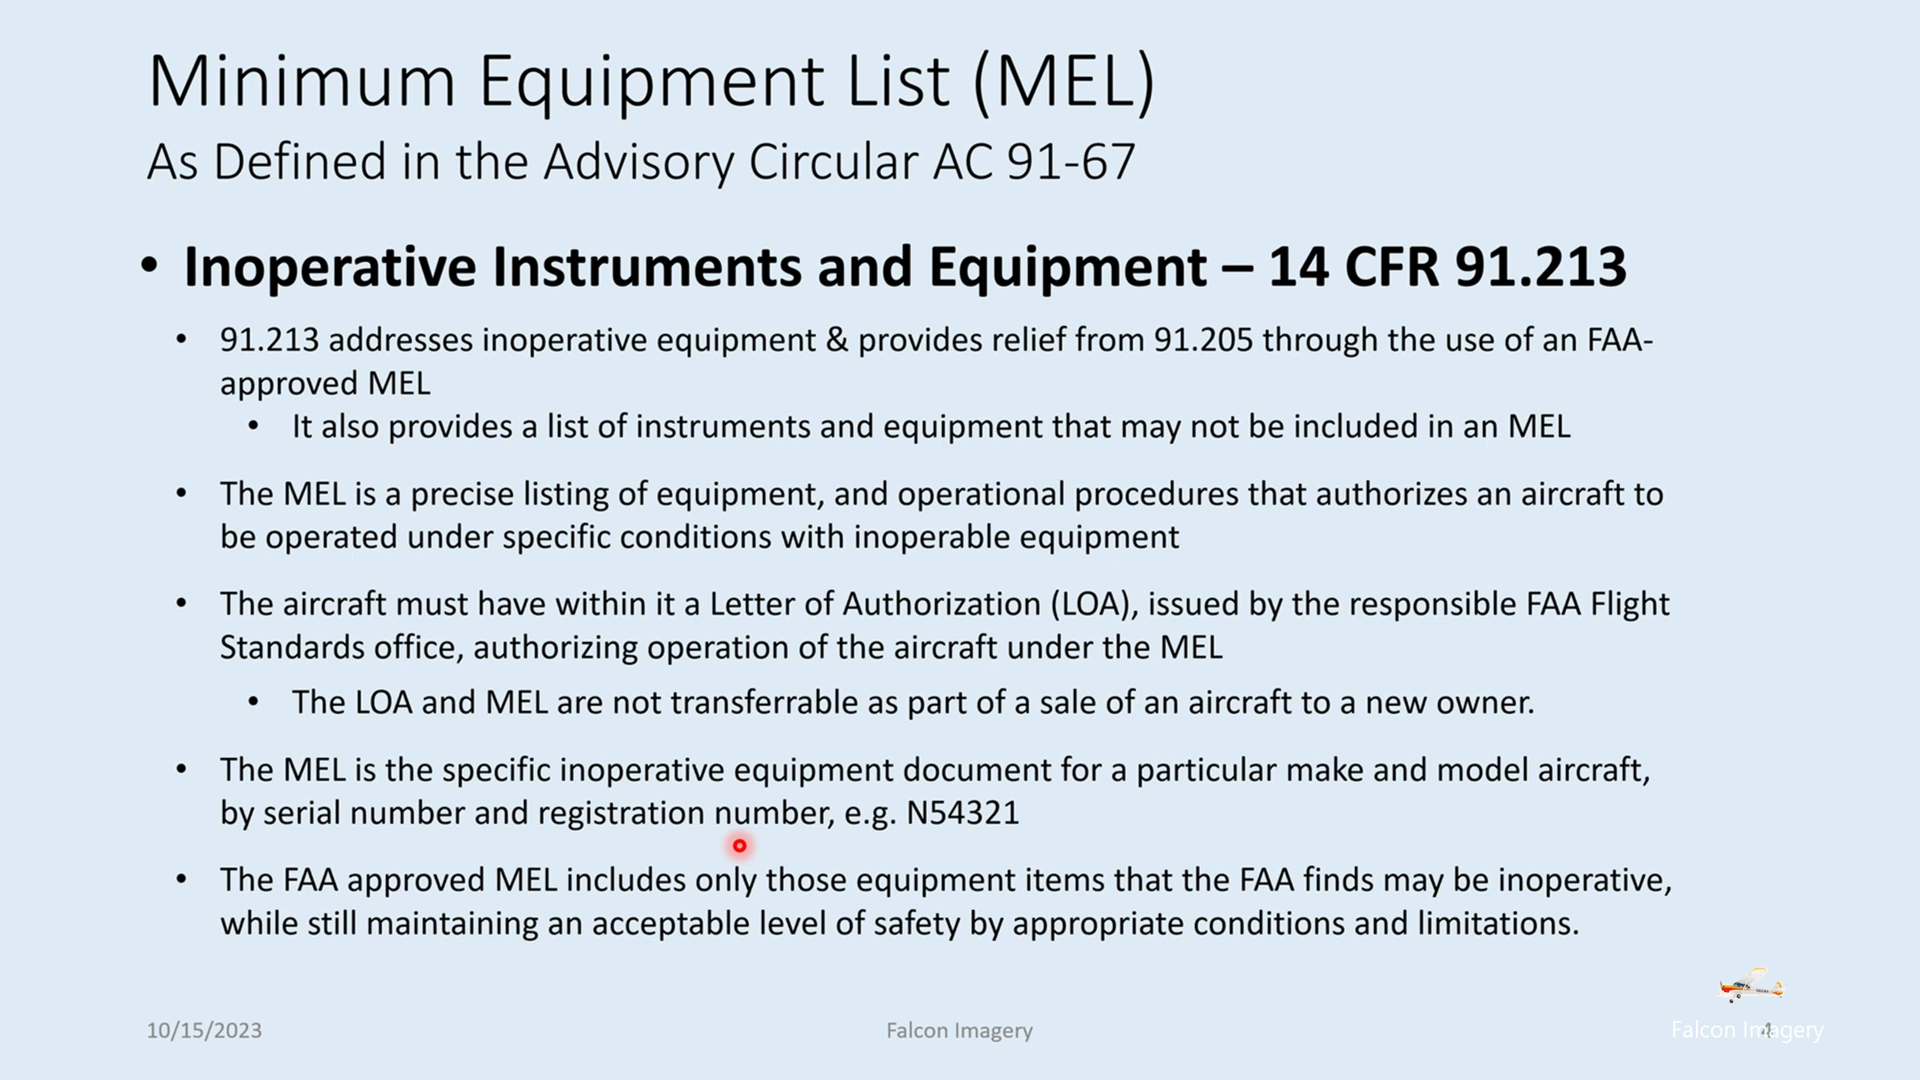 Minimum Equipment List (MEL)
As Defined in the Advisory Circular AC 91-67
• Inoperative Instruments and Equipment – 14 CFR 91.213
• 91.213 addresses inoperative equipment & provides relief from 91.205 through the use of an FAA-
approved MEL
• It also provides a list of instruments and equipment that may not be included in an MEL
• The MEL is a precise listing of equipment, and operational procedures that authorizes an aircraft to
be operated under specific conditions with inoperable equipment
• The aircraft must have within it a Letter of Authorization (LOA), issued by the responsible FAA Flight
Standards office, authorizing operation of the aircraft under the MEL
• The LOA and MEL are not transferrable as part of a sale of an aircraft to a new owner.
• The MEL is the specific inoperative equipment document for a particular make and model aircraft,
by serial number and registration number, e.g. N54321
• The FAA approved MEL includes only those equipment items that the FAA finds may be inoperative,
while still maintaining an acceptable level of safety by appropriate conditions and limitations.
10/15/2023
Falcon Imagery
Falcon Imagery
4